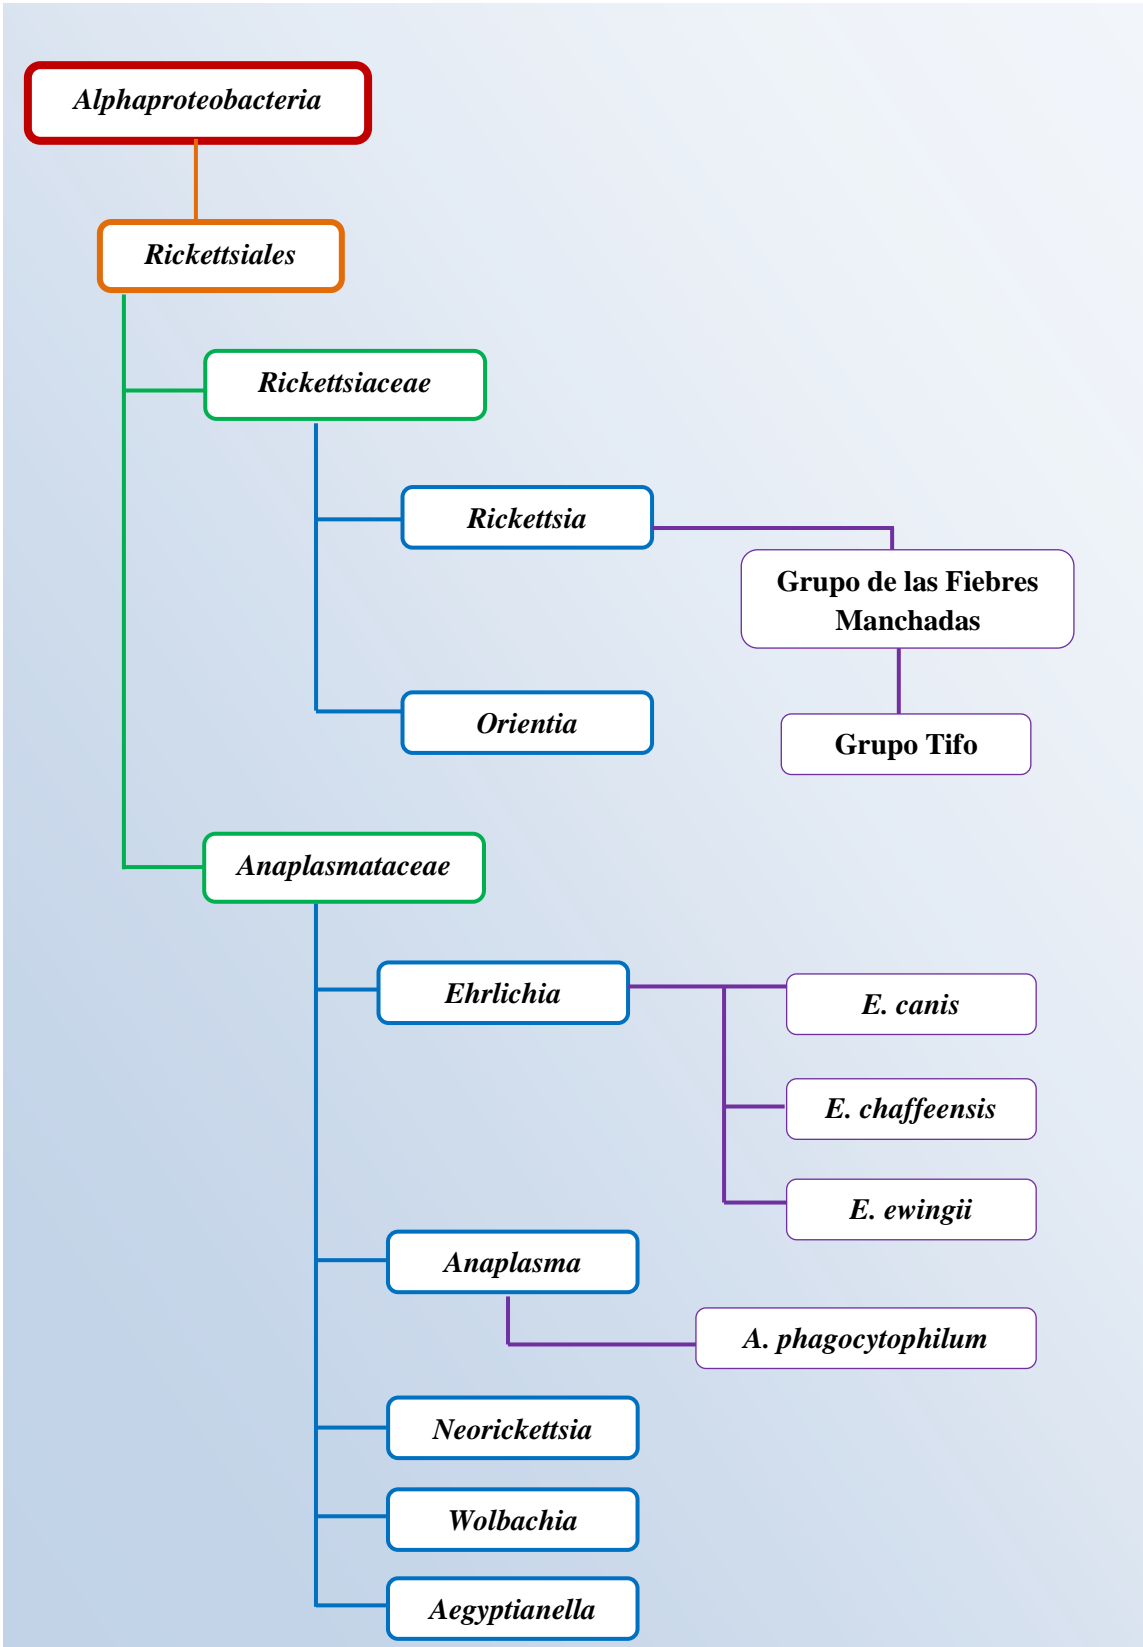 Alphaproteobacteria
Rickettsiales
Rickettsiaceae
Rickettsia
Grupo de las Fiebres
Manchadas
Orientia
Grupo Tifo
Anaplasmataceae
Ehrlichia
E. canis
E. chaffeensis
E. ewingii
Anaplasma
A. phagocytophilum
Neorickettsia
Wolbachia
Aegyptianella